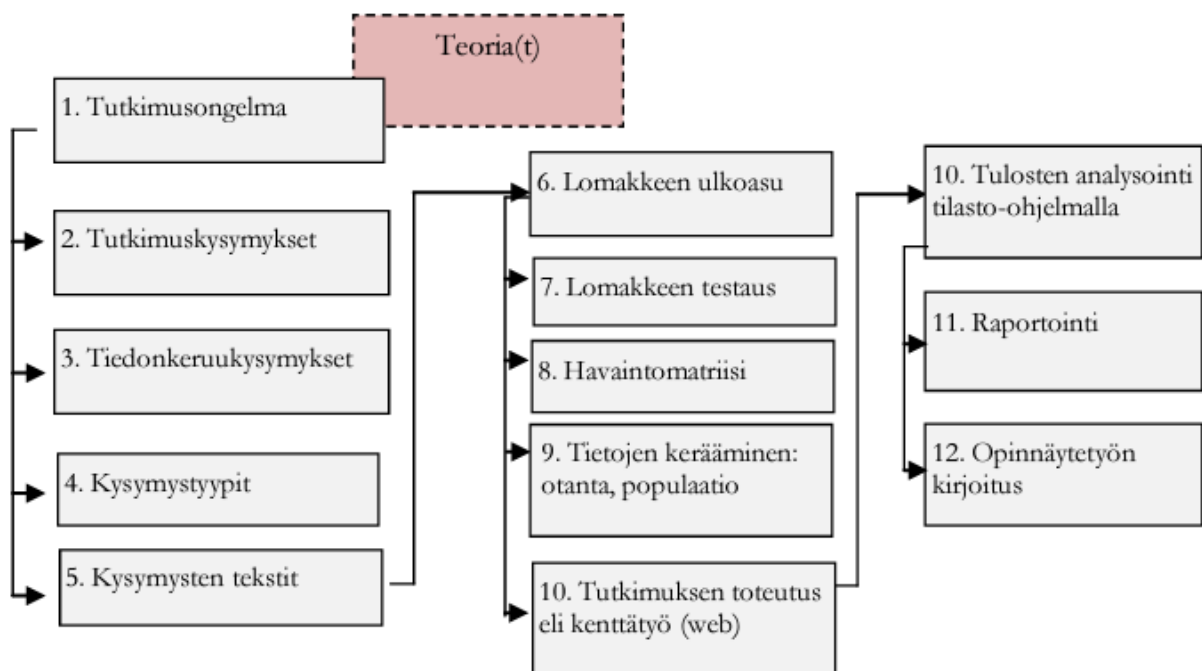 Teoria(t)
1. Tutkimusongelma
2. Tutkimuskysymykset
3. Tiedonkeruukysymykset
4. Kysymystyypit
5. Kysymysten tekstit
6. Lomakkeen ulkoasu
7. Lomakkeen testaus
8. Havaintomatriisi
9. Tietojen kerääminen:
otanta, populaatio
10. Tutkimuksen toteutus
eli kenttätyö (web)
10. Tulosten analysointi
tilasto-ohjelmalla
11. Raportointi
12. Opinnäytetyön
kirjoitus